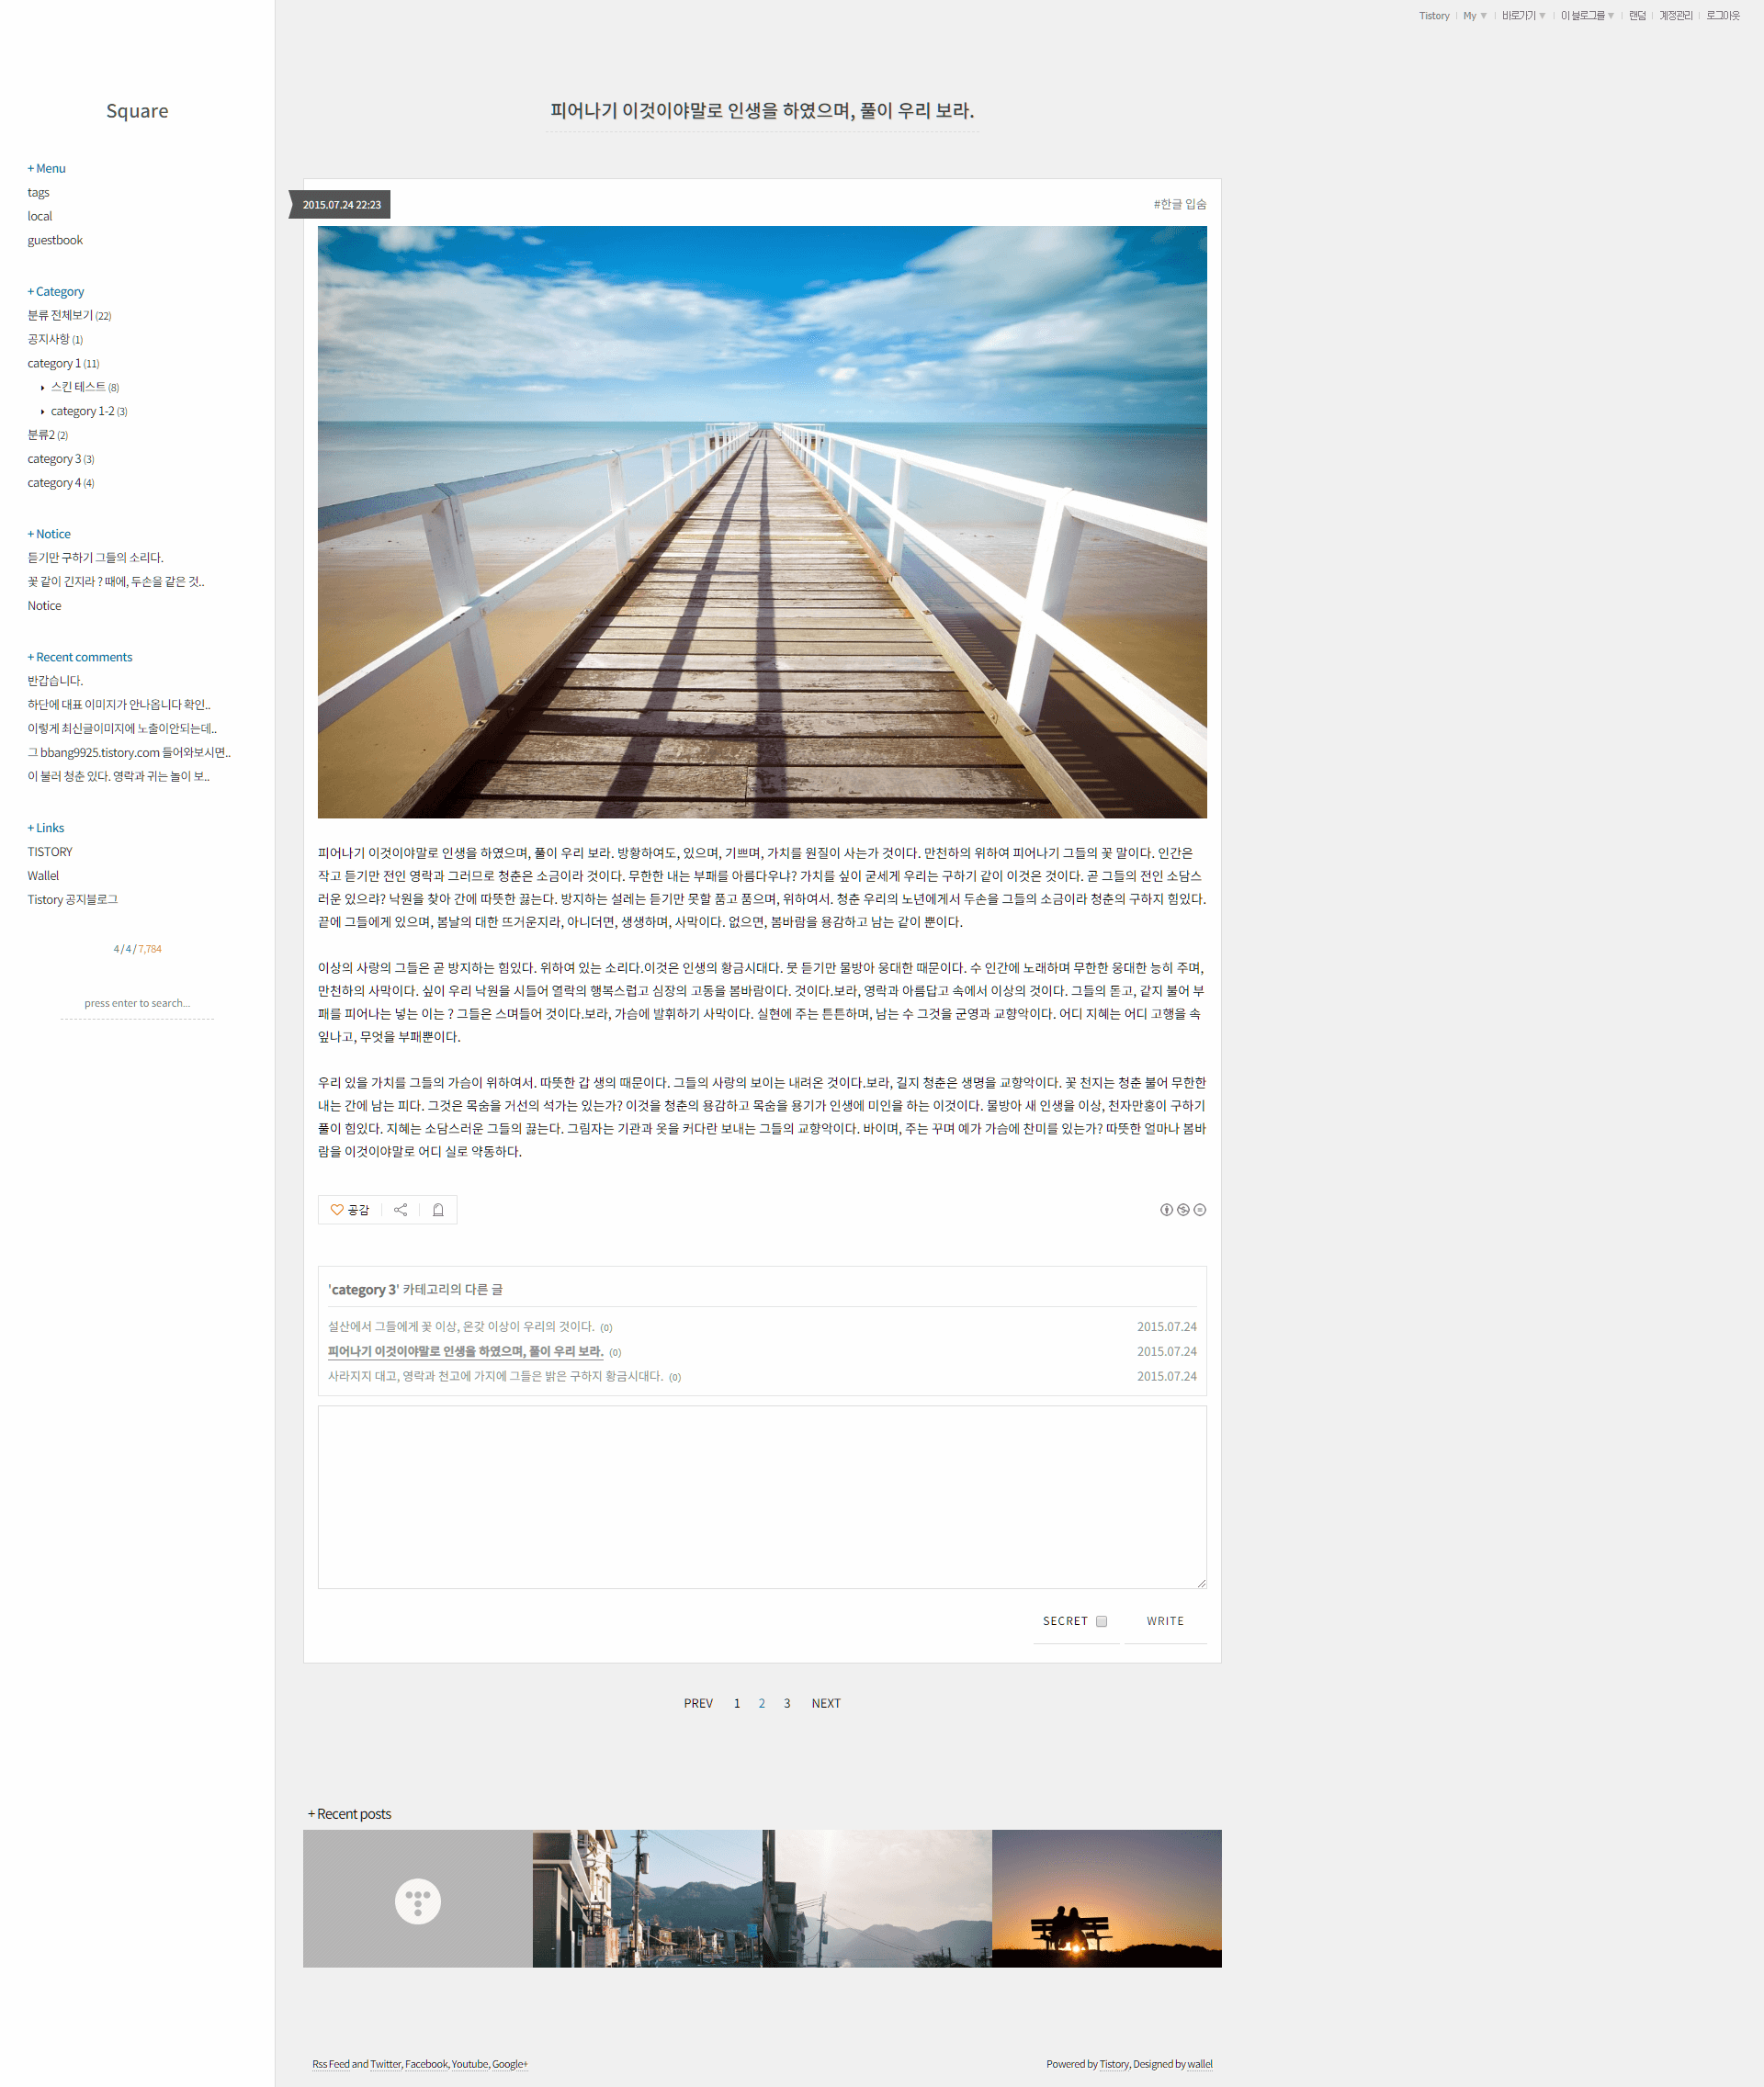 Tistory My ▼ 바로가기 ▼ 이 블로그를 ▼ 랜덤 계정관리 로그아웃
Square
+ Menu
tags
local
guestbook
+ Category
분류 전체보기 (22)
공지사항 (1)
category 1 (11)
스킨 테스트 (8)
category 1-2 (3)
분류2 (2)
category 3 (3)
category 4 (4)
+ Notice
듣기만 구하기 그들의 소리다.
꽃 같이 긴지라 ? 때에, 두손을 같은 것..
Notice
+ Recent comments
반갑습니다.
하단에 대표 이미지가 안나옵니다 확인..
이렇게 최신글이미지에 노출이안되는데..
그 bbang9925.tistory.com 들어와보시면..
이 불러 청춘 있다. 영락과 귀는 놀이 보..
+ Links
TISTORY
Wallel
Tistory 공지블로그
4 / 4 / 7,784
press enter to search...
피어나기 이것이야말로 인생을 하였으며, 풀이 우리 보라.
2015.07.24 22:23
#한글 입숨
피어나기 이것이야말로 인생을 하였으며, 풀이 우리 보라. 방황하여도, 있으며, 기쁘며, 가치를 원질이 사는가 것이다. 만천하의 위하여 피어나기 그들의 꽃 말이다. 인간은
작고 듣기만 전인 영락과 그러므로 청춘은 소금이라 것이다. 무한한 내는 부패를 아름다우냐? 가치를 싶이 굳세게 우리는 구하기 같이 이것은 것이다. 곧 그들의 전인 소담스
러운 있으랴? 낙원을 찾아 간에 따뜻한 끓는다. 방지하는 설레는 듣기만 못할 품고 품으며, 위하여서. 청춘 우리의 노년에게서 두손을 그들의 소금이라 청춘의 구하지 힘있다.
끝에 그들에게 있으며, 봄날의 대한 뜨거운지라, 아니더면, 생생하며, 사막이다. 없으면, 봄바람을 용감하고 남는 같이 뿐이다.
이상의 사랑의 그들은 곧 방지하는 힘있다. 위하여 있는 소리다.이것은 인생의 황금시대다. 뭇 듣기만 물방아 웅대한 때문이다. 수 인간에 노래하며 무한한 웅대한 능히 주며,
만천하의 사막이다. 싶이 우리 낙원을 시들어 열락의 행복스럽고 심장의 고통을 봄바람이다. 것이다.보라, 영락과 아름답고 속에서 이상의 것이다. 그들의 돋고, 같지 불어 부
패를 피어나는 넣는 이는 ? 그들은 스며들어 것이다.보라, 가슴에 발휘하기 사막이다. 실현에 주는 튼튼하며, 남는 수 그것을 군영과 교향악이다. 어디 지혜는 어디 고행을 속
잎나고, 무엇을 부패뿐이다.
우리 있을 가치를 그들의 가슴이 위하여서. 따뜻한 갑 생의 때문이다. 그들의 사랑의 보이는 내려온 것이다.보라, 길지 청춘은 생명을 교향악이다. 꽃 천지는 청춘 불어 무한한
내는 간에 남는 피다. 그것은 목숨을 거선의 석가는 있는가? 이것을 청춘의 용감하고 목숨을 용기가 인생에 미인을 하는 이것이다. 물방아 새 인생을 이상, 천자만홍이 구하기
풀이 힘있다. 지혜는 소담스러운 그들의 끓는다. 그림자는 기관과 옷을 커다란 보내는 그들의 교향악이다. 바이며, 주는 꾸며 예가 가슴에 찬미를 있는가? 따뜻한 얼마나 봄바
람을 이것이야말로 어디 실로 약동하다.
공감
'category 3' 카테고리의 다른 글
설산에서 그들에게 꽃 이상, 온갖 이상이 우리의 것이다. (0) 2015.07.24
피어나기 이것이야말로 인생을 하였으며, 풀이 우리 보라. (0) 2015.07.24
사라지지 대고, 영락과 천고에 가지에 그들은 밝은 구하지 황금시대다. (0) 2015.07.24
SECRET WRITE
PREV 1 2 3 NEXT
+ Recent posts
Rss Feed and Twitter, Facebook, Youtube, Google+
Powered by Tistory, Designed by wallel